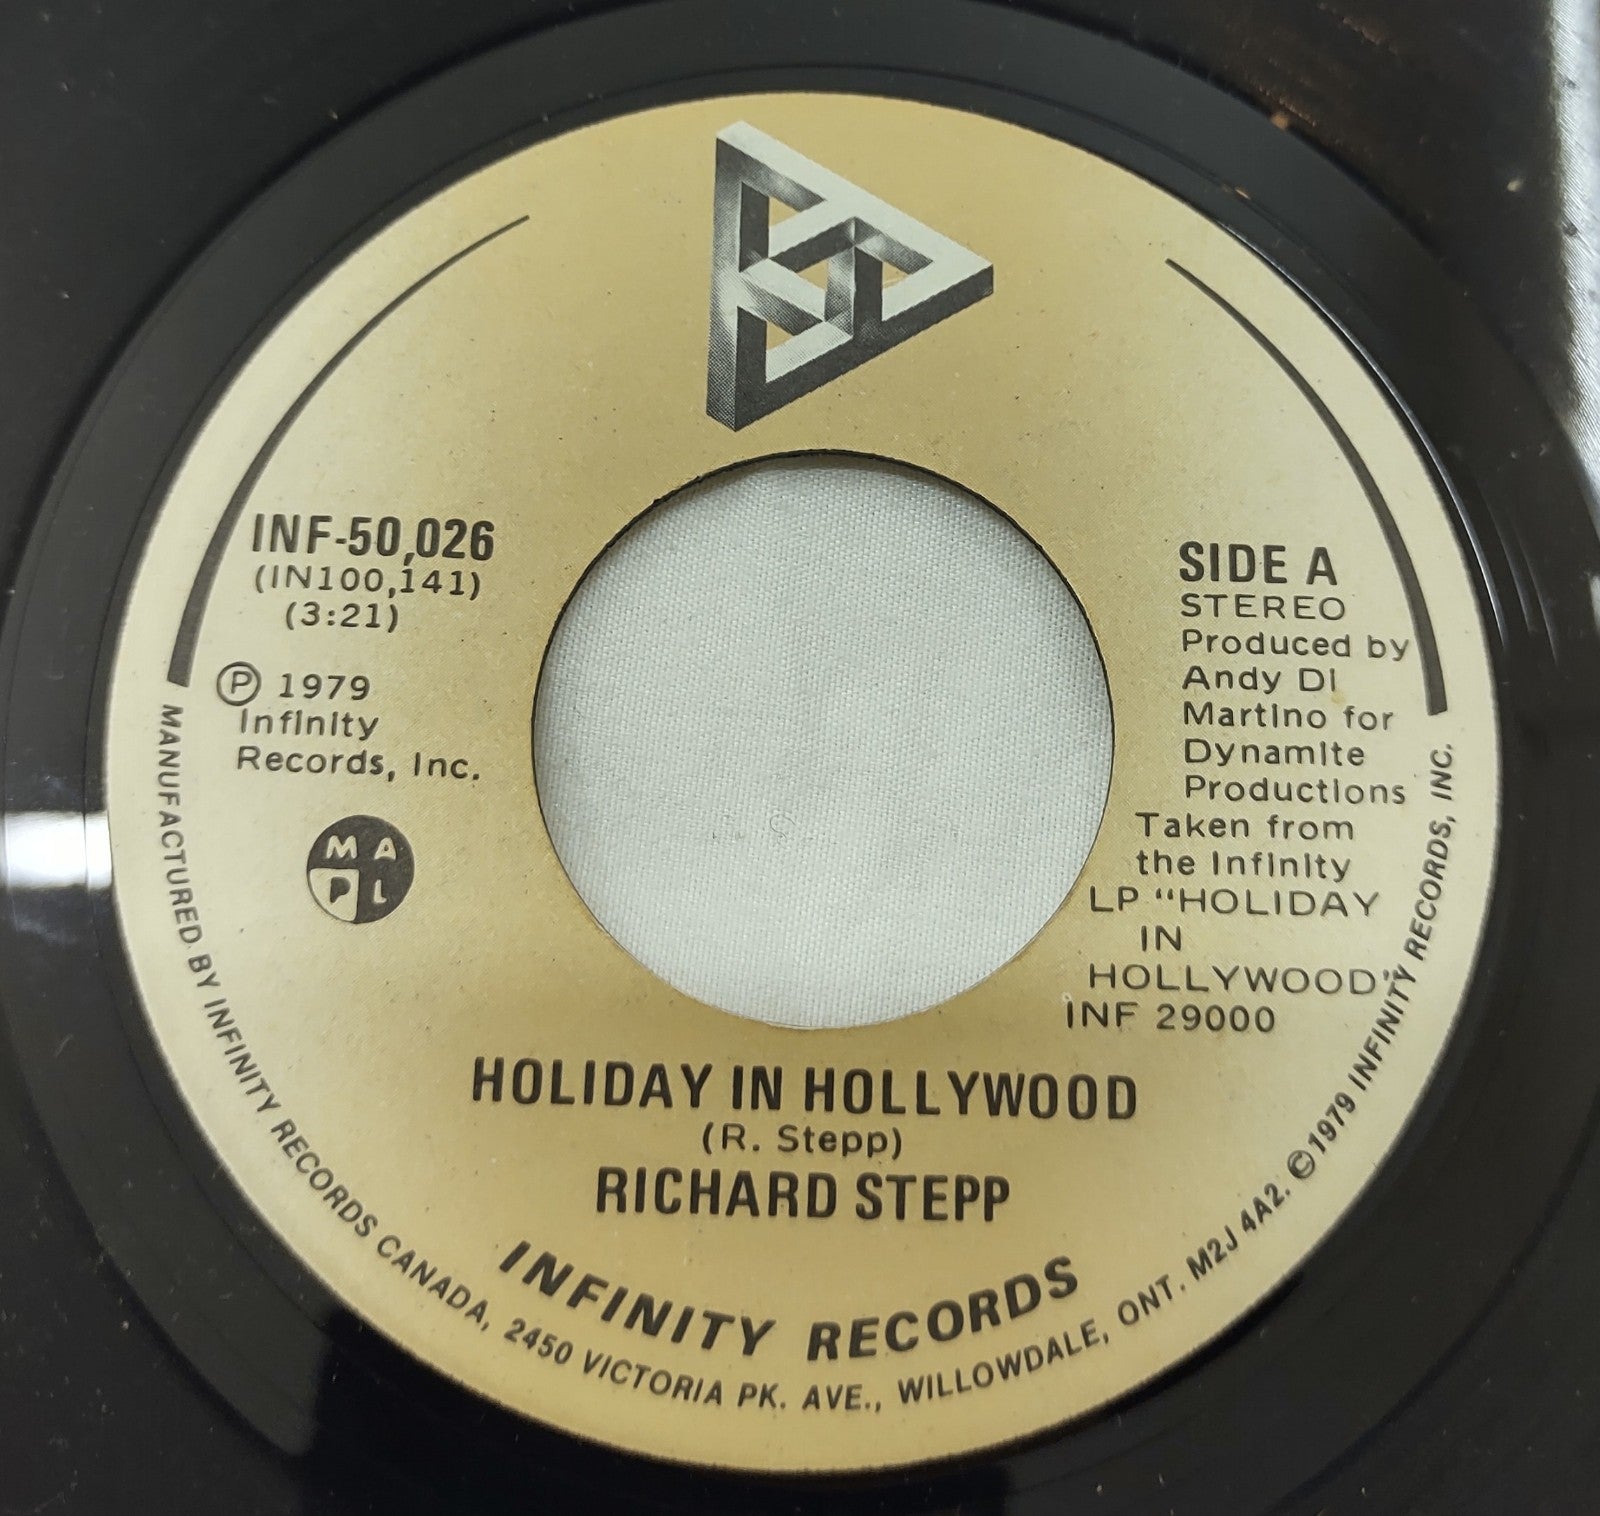 INF-50,026
(IN100,141)
(3:21)
Ⓟ 1979
Infinity
Records, Inc.
M A
P L
SIDE A
STEREO
Produced by
Andy Di
Martino for
Dynamite
Productions
Taken from
the Infinity
LP "HOLIDAY
IN
HOLLYWOOD".
INF 29000
HOLIDAY IN HOLLYWOOD
(R. Stepp)
RICHARD STEPP
INFINITY RECORDS
MANUFACTURED BY INFINITY RECORDS CANADA, 2450 VICTORIA PK. AVE., WILLOWDALE, ONT. M2J 4A2. ©1979 INFINITY RECORDS, INC.